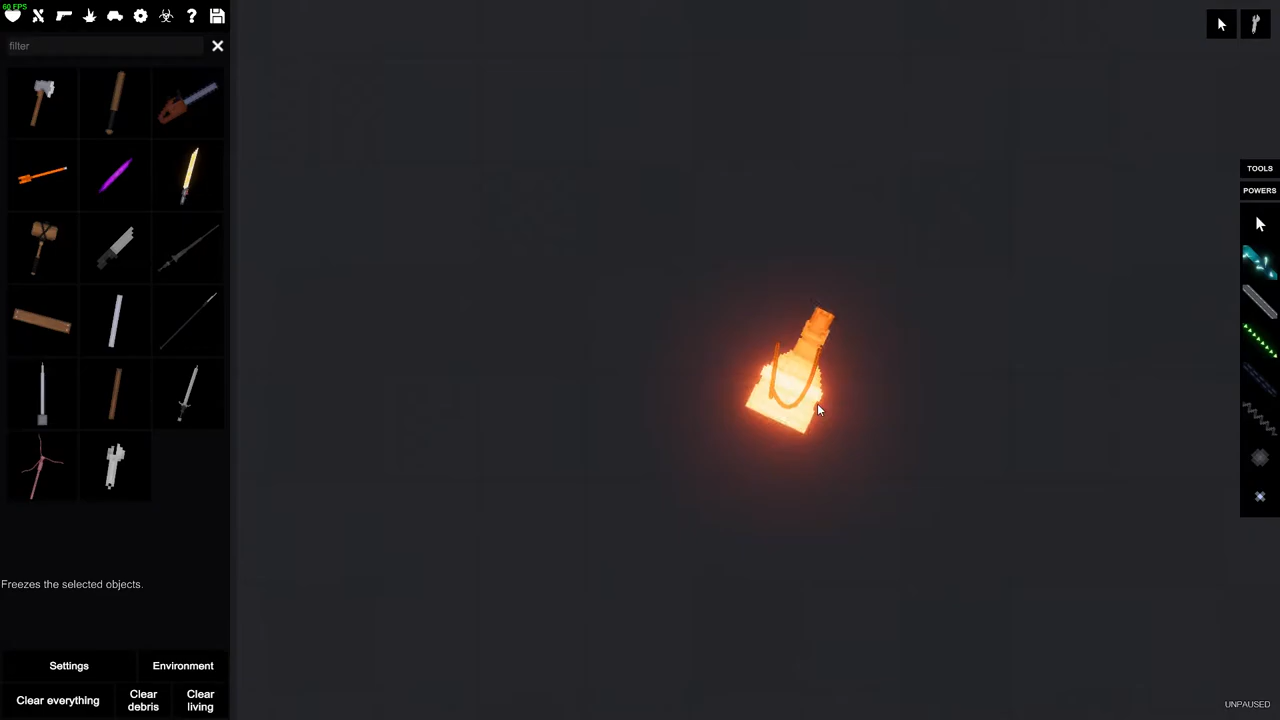 60 FPS
?
filter
TOOLS
POWERS
Freezes the selected objects.
Settings
Environment
Clear everything
Clear
debris
Clear
living
UNPAUSED